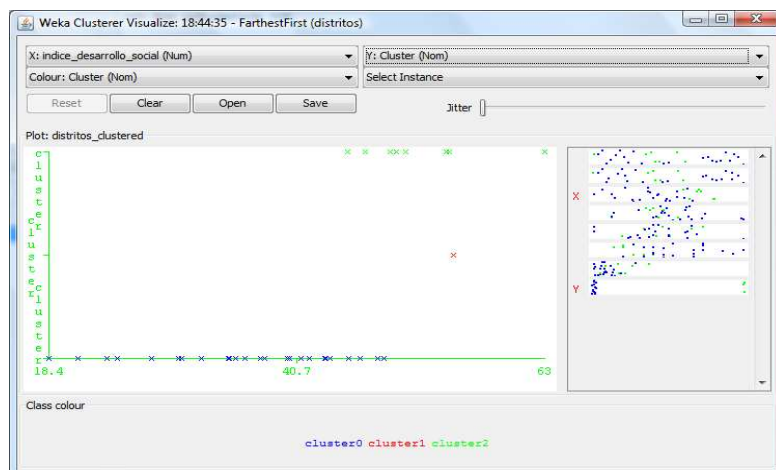 Weka Clusterer Visualize: 18:44:35 - FarthestFirst (distritos)
X: indice_desarrollo_social (Num)
Y: Cluster (Nom)
Colour: Cluster (Nom)
Select Instance
Reset
Clear
Open
Save
Jitter
Plot: distritos_clustered
cluster
cluster
cluster
18.4
40.7
63
X
Y
Class colour
cluster0 cluster1 cluster2